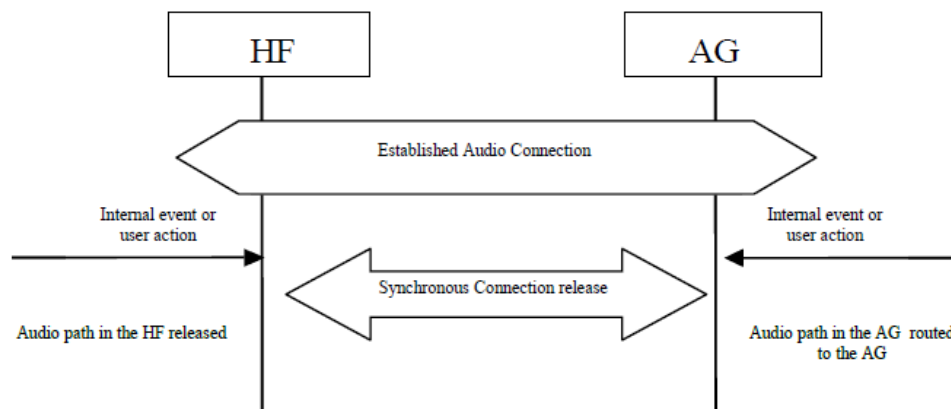 HF
AG
Established Audio Connection
Internal event or
user action
Internal event or
user action
Synchronous Connection release
Audio path in the HF released
Audio path in the AG routed
to the AG